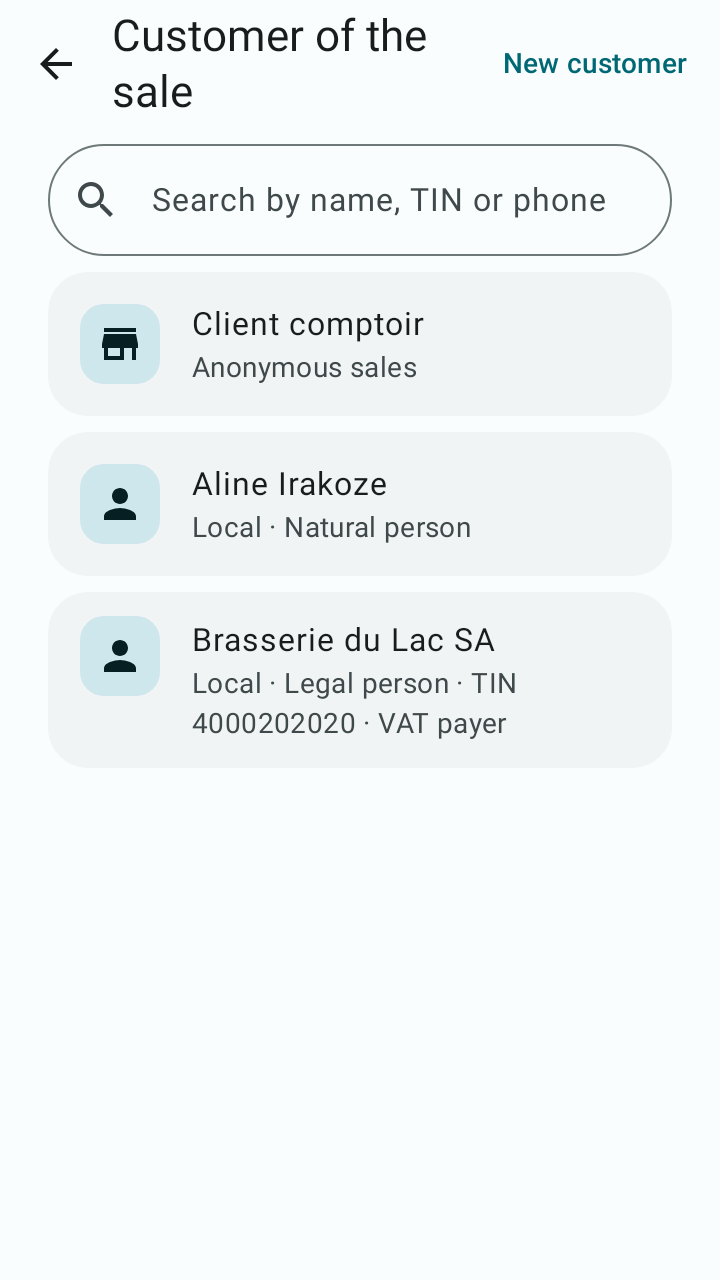 Customer of the
sale
New customer
Search by name, TIN or phone
Client comptoir
Anonymous sales
Aline Irakoze
Local · Natural person
Brasserie du Lac SA
Local · Legal person · TIN
4000202020 · VAT payer